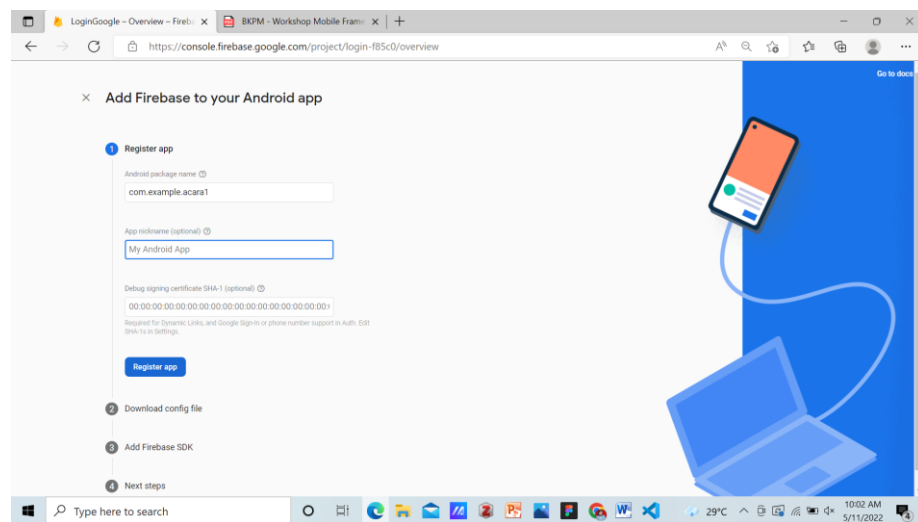 LoginGoogle – Overview – Fireb
BKPM - Workshop Mobile Frame
https://console.firebase.google.com/project/login-f85c0/overview
Go to docs
Add Firebase to your Android app
1 Register app
Android package name
com.example.acara1
App nickname (optional)
My Android App
Debug signing certificate SHA-1 (optional)
00:00:00:00:00:00:00:00:00:00:00:00:00:00:00:00:
Required for Dynamic Links, and Google Sign-in or phone number support in Auth. Edit
SHA-1s in Settings.
Register app
2 Download config file
3 Add Firebase SDK
4 Next steps
Type here to search
29°C
10:02 AM
5/11/2022